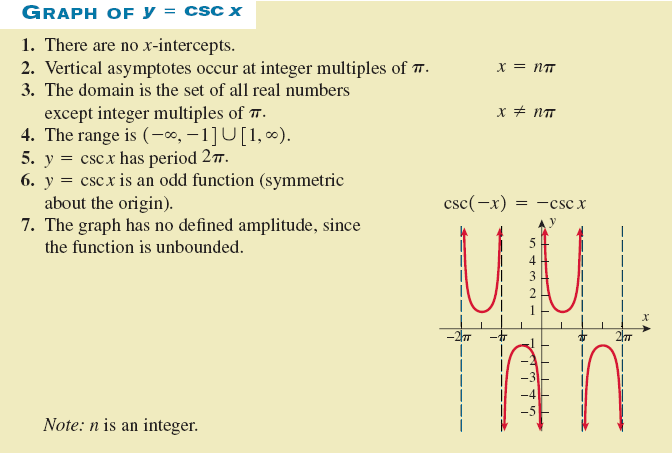 GRAPH OF y = csc x
1. There are no x-intercepts.
2. Vertical asymptotes occur at integer multiples of π. x = nπ
3. The domain is the set of all real numbers
except integer multiples of π. x ≠ nπ
4. The range is (−∞, −1] ∪ [1, ∞).
5. y = csc x has period 2π.
6. y = csc x is an odd function (symmetric
about the origin). csc(−x) = −csc x
7. The graph has no defined amplitude, since
the function is unbounded.
y
5
4
3
2
1
x
−2π −π π 2π
−1
−2
−3
−4
−5
Note: n is an integer.